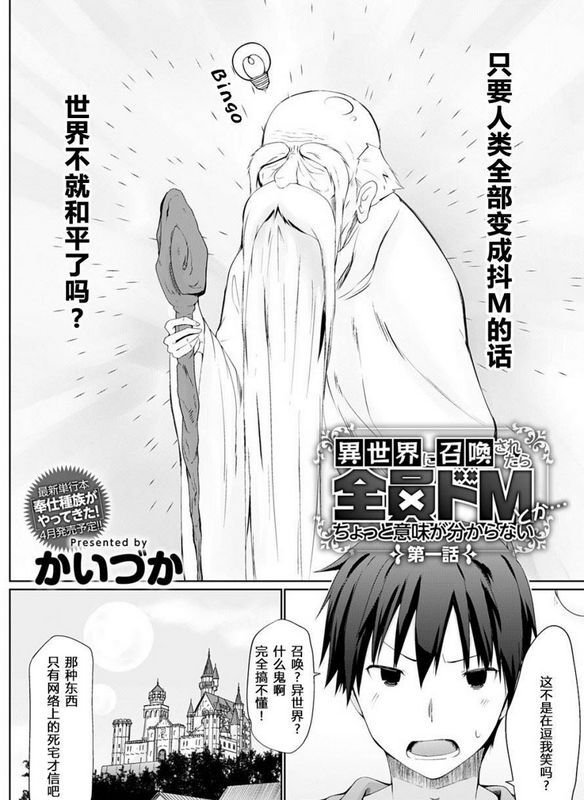 只要人类全部变成抖M的话
Bingo
世界不就和平了吗？
異世界に召喚されたら
全員ドMとか…
ちょっと意味が分からない
第一話
最新単行本
奉仕種族が
やってきた！
4月発売予定！
Presented by
かいづか
这不是在逗我笑吗？
召唤？异世界？
什么鬼啊
完全搞不懂！
那种东西
只有网络上的死宅才信吧